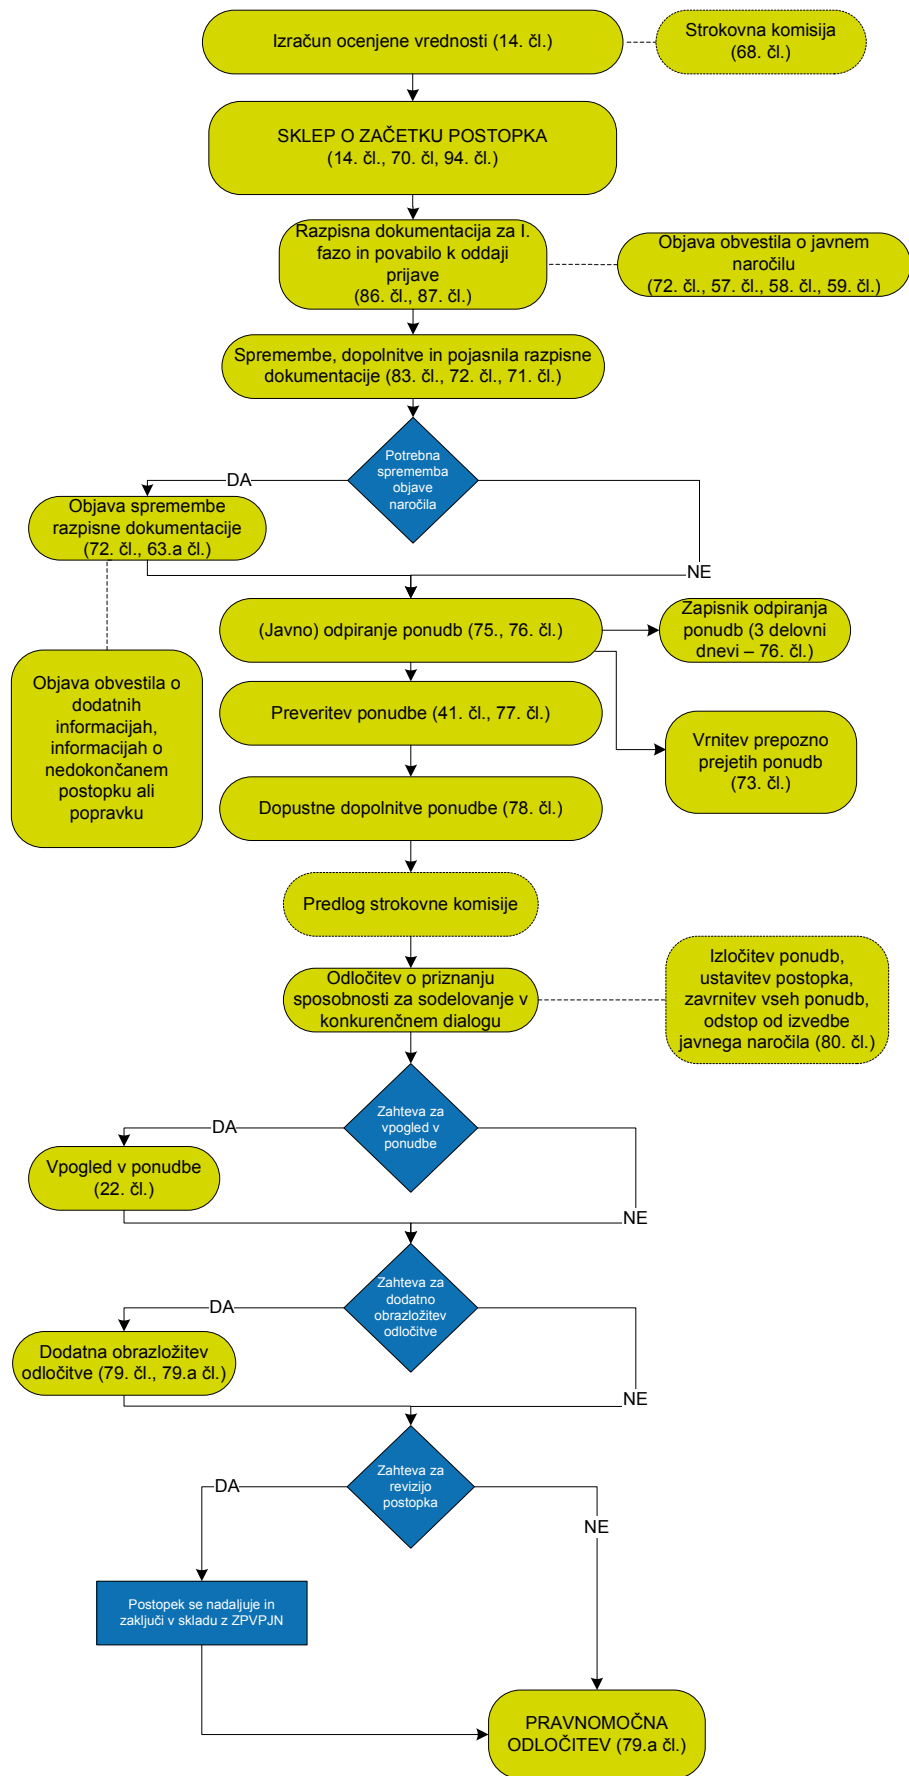 Izračun ocenjene vrednosti (14. čl.)
Strokovna komisija
(68. čl.)
SKLEP O ZAČETKU POSTOPKA
(14. čl., 70. čl, 94. čl.)
Razpisna dokumentacija za I.
fazo in povabilo k oddaji
prijave
(86. čl., 87. čl.)
Objava obvestila o javnem
naročilu
(72. čl., 57. čl., 58. čl., 59. čl.)
Spremembe, dopolnitve in pojasnila razpisne
dokumentacije (83. čl., 72. čl., 71. čl.)
Potrebna
sprememba
objave
naročila
DA
NE
Objava spremembe
razpisne dokumentacije
(72. čl., 63.a čl.)
Objava obvestila o
dodatnih
informacijah,
informacijah o
nedokončanem
postopku ali
popravku
(Javno) odpiranje ponudb (75., 76. čl.)
Zapisnik odpiranja
ponudb (3 delovni
dnevi – 76. čl.)
Preveritev ponudbe (41. čl., 77. čl.)
Vrnitev prepozno
prejetih ponudb
(73. čl.)
Dopustne dopolnitve ponudbe (78. čl.)
Predlog strokovne komisije
Odločitev o priznanju
sposobnosti za sodelovanje v
konkurenčnem dialogu
Izločitev ponudb,
ustavitev postopka,
zavrnitev vseh ponudb,
odstop od izvedbe
javnega naročila (80. čl.)
Zahteva za
vpogled v
ponudbe
DA
NE
Vpogled v ponudbe
(22. čl.)
Zahteva za
dodatno
obrazložitev
odločitve
DA
NE
Dodatna obrazložitev
odločitve (79. čl., 79.a čl.)
Zahteva za
revizijo
postopka
DA
NE
Postopek se nadaljuje in
zaključi v skladu z ZPVPJN
PRAVNOMOČNA
ODLOČITEV (79.a čl.)